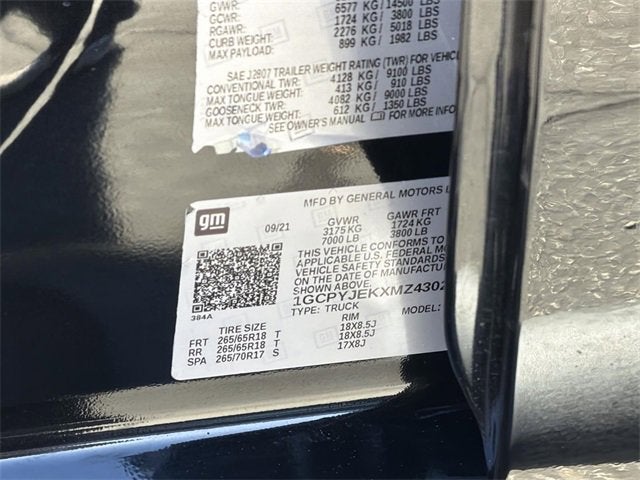 GVWR:
GCWR: 6577 KG/14500 LBS
RGAWR: 1724 KG/ 3800 LBS
CURB WEIGHT: 2276 KG/ 5018 LBS
MAX PAYLOAD: 899 KG/ 1982 LBS
SAE J2807 TRAILER WEIGHT RATING (TWR) FOR VEHICL
CONVENTIONAL TWR: 4128 KG/ 9100 LBS
MAX TONGUE WEIGHT: 413 KG/ 910 LBS
GOOSENECK TWR: 4082 KG/ 9000 LBS
MAX TONGUE WEIGHT: 612 KG/ 1350 LBS
SEE OWNER'S MANUAL FOR MORE INFOR
MFD BY GENERAL MOTORS L
gm
09/21
GVWR GAWR FRT
3175 KG 1724 KG
7000 LB 3800 LB
THIS VEHICLE CONFORMS TO
APPLICABLE U.S. FEDERAL M
VEHICLE SAFETY STANDARDS
DATE OF MANUFACTU
SHOWN ABOVE.
1GCPYJEKXMZ4302
TYPE: TRUCK MODEL:
384A
TIRE SIZE RIM
FRT 265/65R18 T 18X8.5J
RR 265/65R18 T 18X8.5J
SPA 265/70R17 S 17X8J